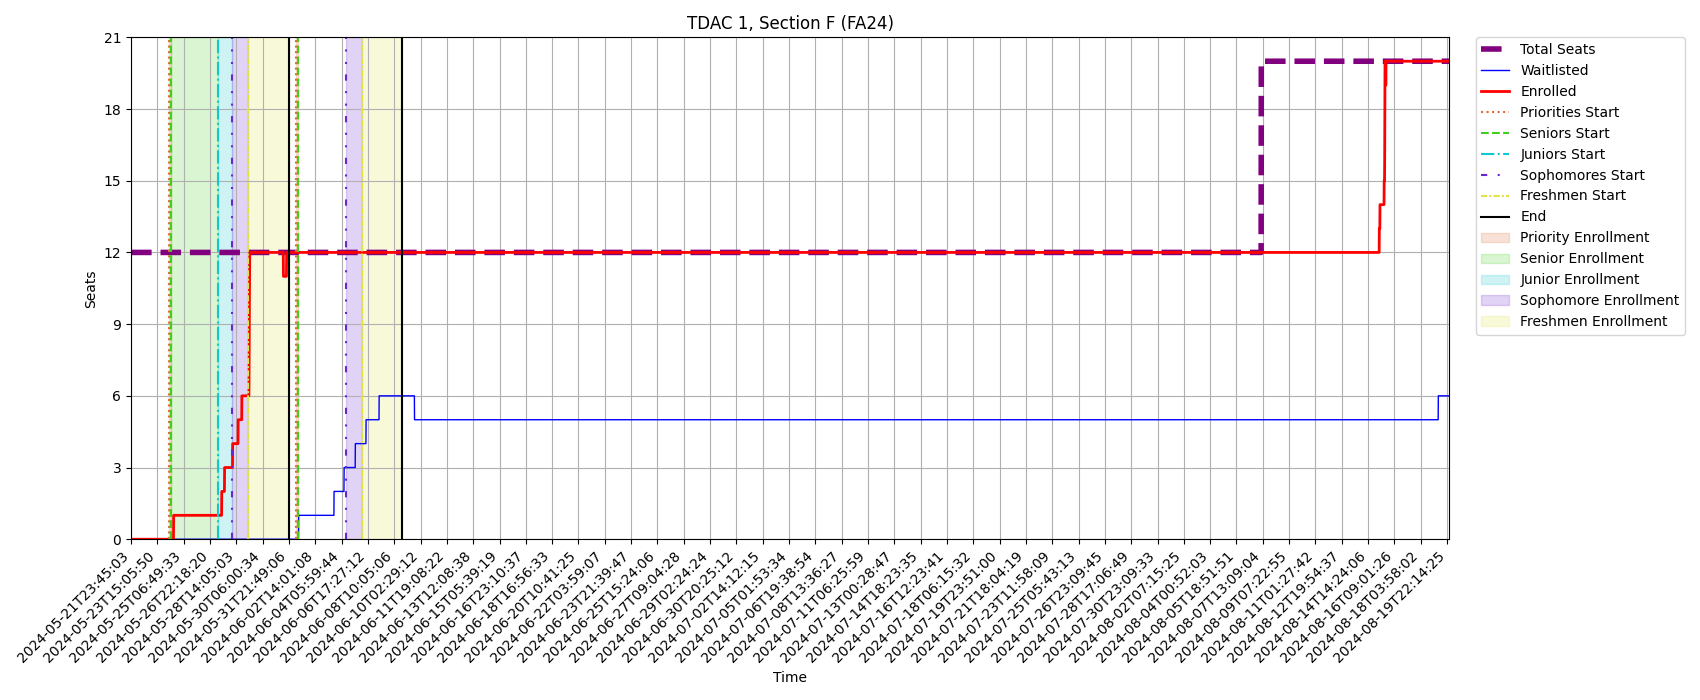 TDAC 1, Section F (FA24)
Seats
21
18
15
12
9
6
3
0
2024-05-21T23:45:03
2024-05-23T15:05:50
2024-05-25T06:49:33
2024-05-26T22:18:20
2024-05-28T14:05:03
2024-05-30T06:00:34
2024-05-31T21:49:06
2024-06-02T14:01:08
2024-06-04T05:59:44
2024-06-06T17:27:12
2024-06-08T10:05:06
2024-06-10T02:29:12
2024-06-11T19:08:22
2024-06-13T12:08:38
2024-06-15T05:39:19
2024-06-16T23:10:37
2024-06-18T16:56:33
2024-06-20T10:41:25
2024-06-22T03:59:07
2024-06-23T21:39:47
2024-06-25T15:24:06
2024-06-27T09:04:28
2024-06-29T02:24:24
2024-06-30T20:25:12
2024-07-02T14:12:15
2024-07-05T01:53:34
2024-07-06T19:38:54
2024-07-08T13:36:27
2024-07-11T06:25:59
2024-07-13T00:28:47
2024-07-14T18:23:35
2024-07-16T12:23:41
2024-07-18T06:15:32
2024-07-19T23:51:00
2024-07-21T18:04:19
2024-07-23T11:58:09
2024-07-25T05:43:13
2024-07-26T23:09:45
2024-07-28T17:06:49
2024-07-30T23:09:33
2024-08-02T07:15:25
2024-08-04T00:52:03
2024-08-05T18:51:51
2024-08-07T13:09:04
2024-08-09T07:22:55
2024-08-11T01:27:42
2024-08-12T19:54:37
2024-08-14T14:24:06
2024-08-16T09:01:26
2024-08-18T03:58:02
2024-08-19T22:14:25
Time
Total Seats
Waitlisted
Enrolled
Priorities Start
Seniors Start
Juniors Start
Sophomores Start
Freshmen Start
End
Priority Enrollment
Senior Enrollment
Junior Enrollment
Sophomore Enrollment
Freshmen Enrollment